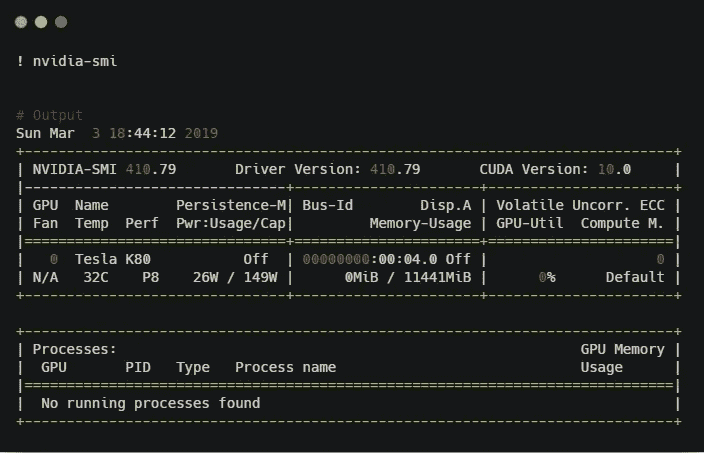 ! nvidia-smi
# Output
Sun Mar  3 18:44:12 2019
+-----------------------------------------------------------------------------+
| NVIDIA-SMI 410.79       Driver Version: 410.79       CUDA Version: 10.0     |
|-------------------------------+----------------------+----------------------+
| GPU  Name        Persistence-M| Bus-Id        Disp.A | Volatile Uncorr. ECC |
| Fan  Temp  Perf  Pwr:Usage/Cap|         Memory-Usage | GPU-Util  Compute M. |
|===============================+======================+======================|
|   0  Tesla K80           Off  | 00000000:00:04.0 Off |                    0 |
| N/A   32C    P8    26W / 149W |      0MiB / 11441MiB |      0%      Default |
+-------------------------------+----------------------+----------------------+
+-----------------------------------------------------------------------------+
| Processes:                                                       GPU Memory |
|  GPU       PID   Type   Process name                             Usage      |
|=============================================================================|
|  No running processes found                                                 |
+-----------------------------------------------------------------------------+